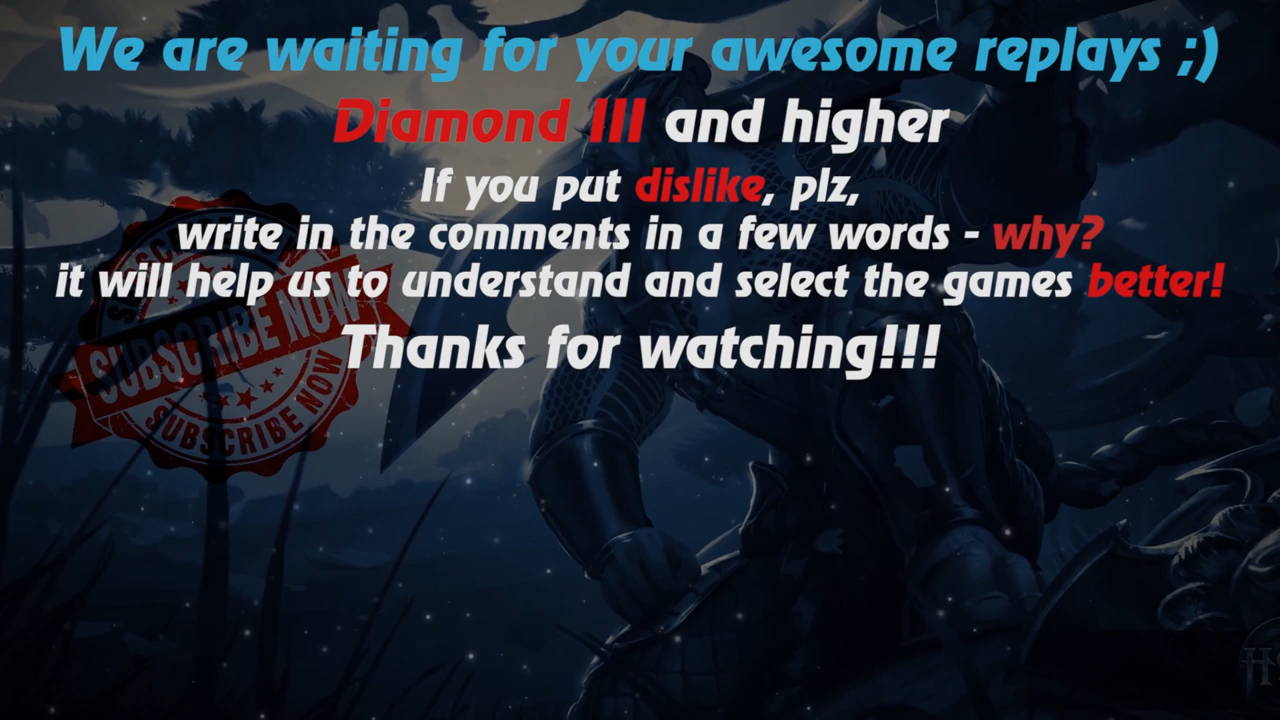 We are waiting for your awesome replays ;)
Diamond III and higher
If you put dislike, plz,
write in the comments in a few words - why?
it will help us to understand and select the games better!
Thanks for watching!!!
SUBSCRIBE NOW
SUBSCRIBE NOW